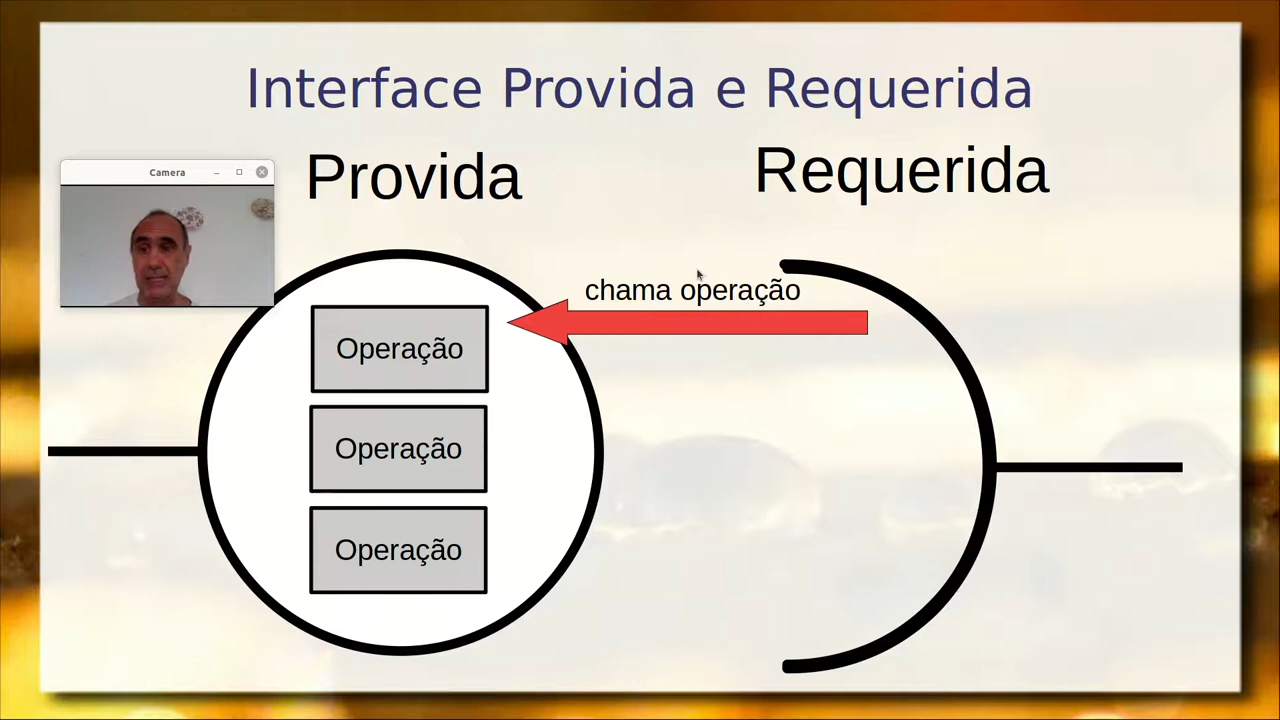 Interface Provida e Requerida
Provida
Requerida
Camera
chama operação
Operação
Operação
Operação